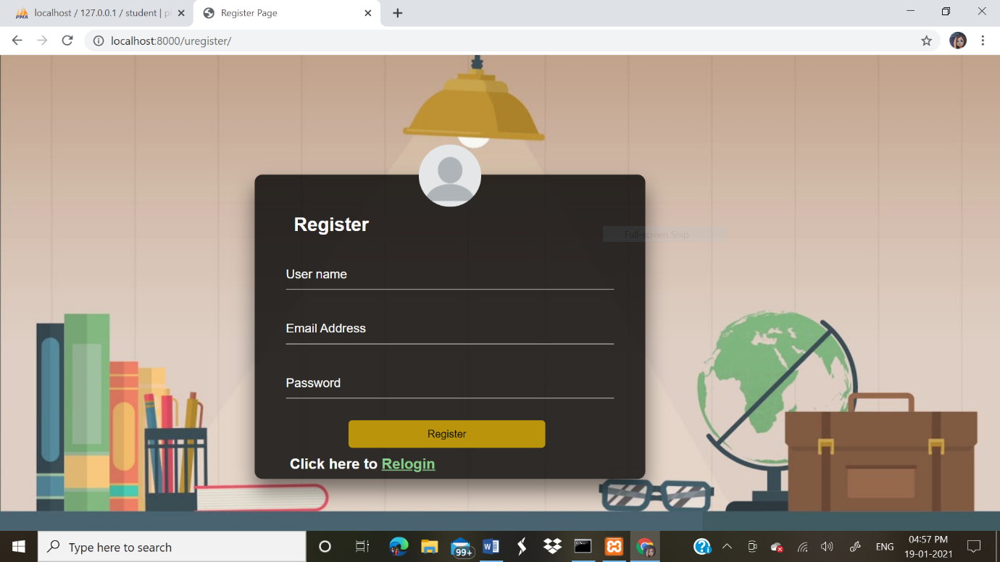 localhost / 127.0.0.1 / student | p
Register Page
localhost:8000/uregister/
Register
Full-screen Snip
User name
Email Address
Password
Register
Click here to Relogin
Type here to search
99+
ENG
04:57 PM
19-01-2021